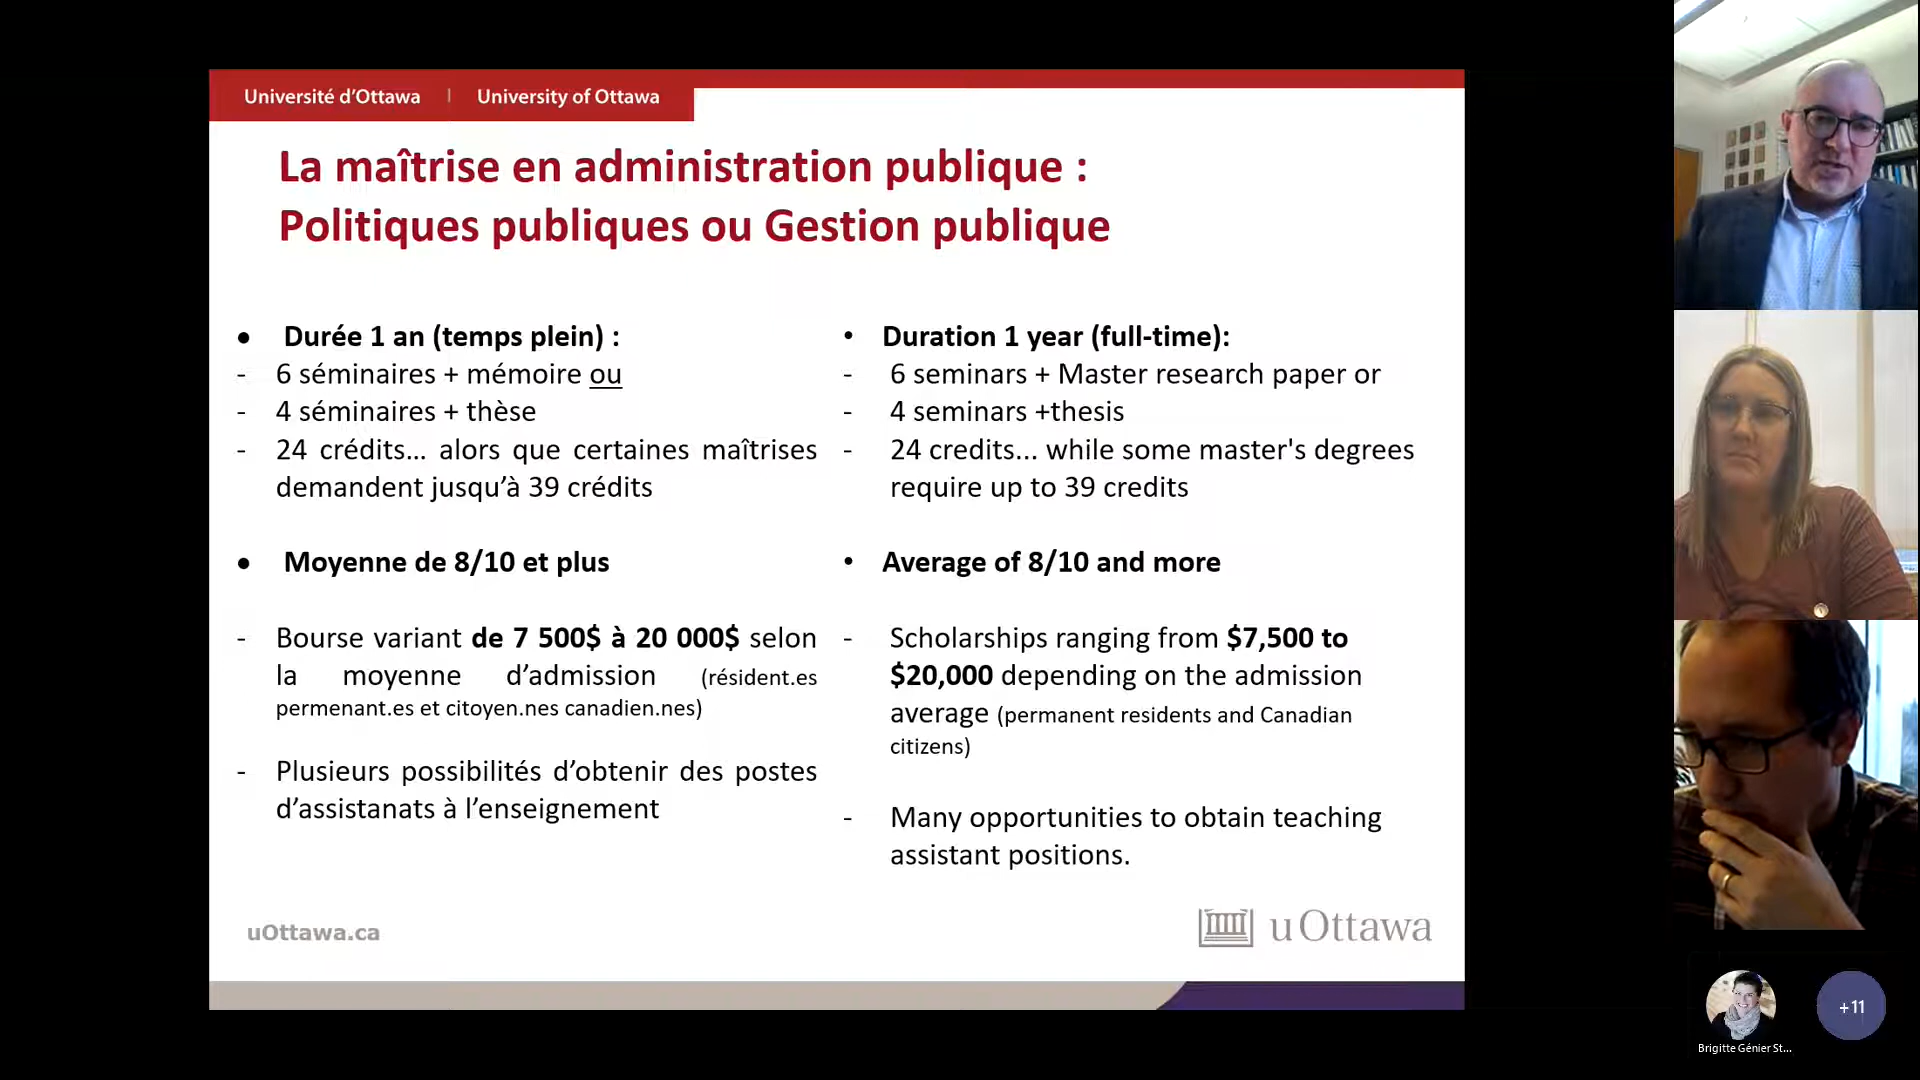 Université d'Ottawa | University of Ottawa
La maîtrise en administration publique :
Politiques publiques ou Gestion publique
• Durée 1 an (temps plein) :
- 6 séminaires + mémoire ou
- 4 séminaires + thèse
- 24 crédits... alors que certaines maîtrises
demandent jusqu'à 39 crédits
• Moyenne de 8/10 et plus
- Bourse variant de 7 500$ à 20 000$ selon
la moyenne d'admission (résident.es
permenant.es et citoyen.nes canadien.nes)
- Plusieurs possibilités d'obtenir des postes
d'assistanats à l'enseignement
• Duration 1 year (full-time):
- 6 seminars + Master research paper or
- 4 seminars +thesis
- 24 credits... while some master's degrees
require up to 39 credits
• Average of 8/10 and more
- Scholarships ranging from $7,500 to
$20,000 depending on the admission
average (permanent residents and Canadian
citizens)
- Many opportunities to obtain teaching
assistant positions.
uOttawa.ca
uOttawa
+11
Brigitte Génier St...